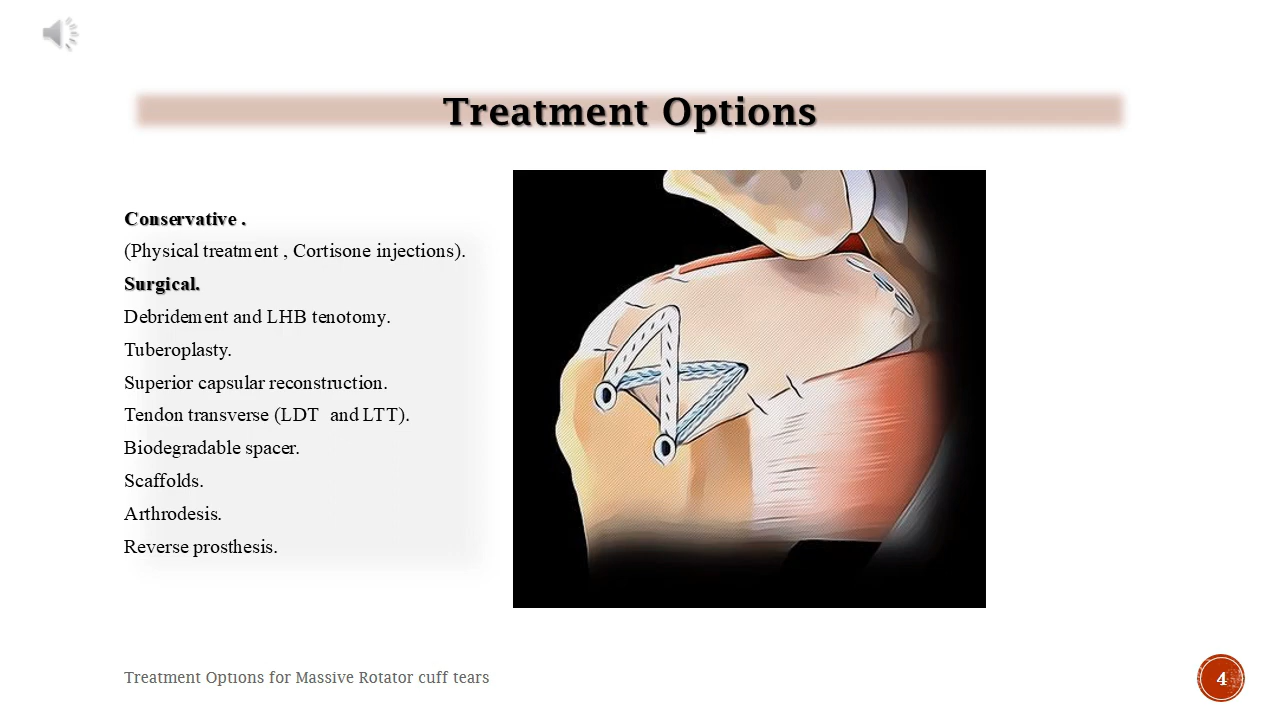 Treatment Options
Conservative .
(Physical treatment , Cortisone injections).
Surgical.
Debridement and LHB tenotomy.
Tuberoplasty.
Superior capsular reconstruction.
Tendon transverse (LDT and LTT).
Biodegradable spacer.
Scaffolds.
Arthrodesis.
Reverse prosthesis.
Treatment Options for Massive Rotator cuff tears
4